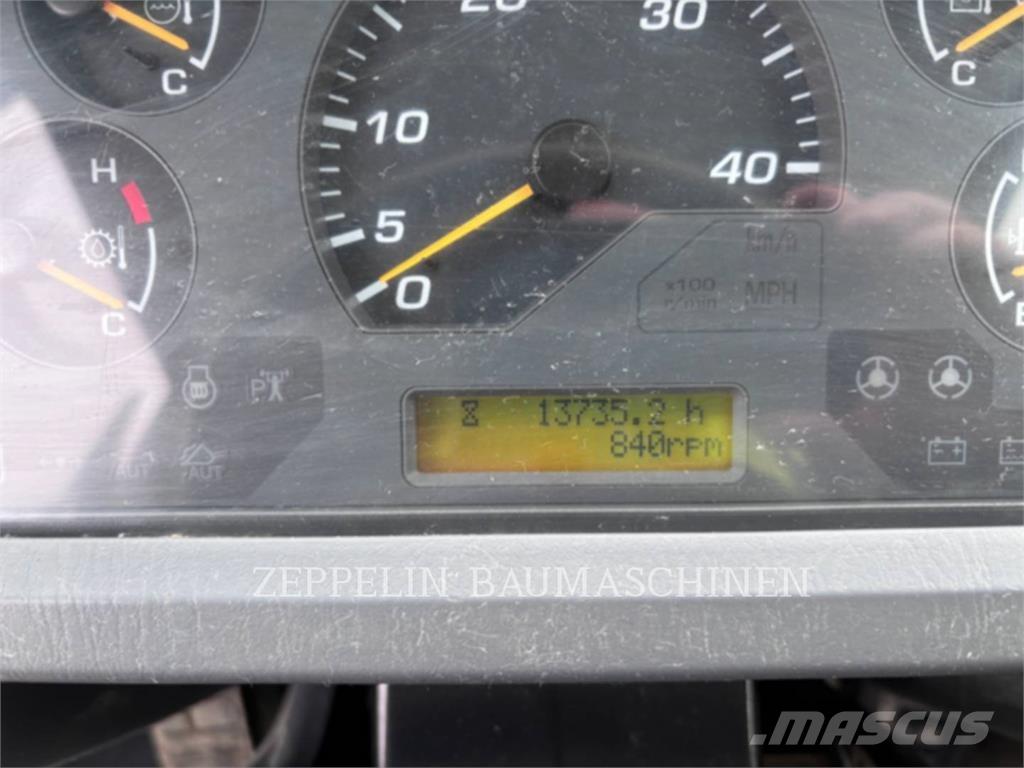 20 30
C
C
10
40
H
5
km/h
x100
r/min MPH
0
C
E
P
13735.2 h
840rpm
AUT AUT
ZEPPELIN BAUMASCHINEN
MASCUS